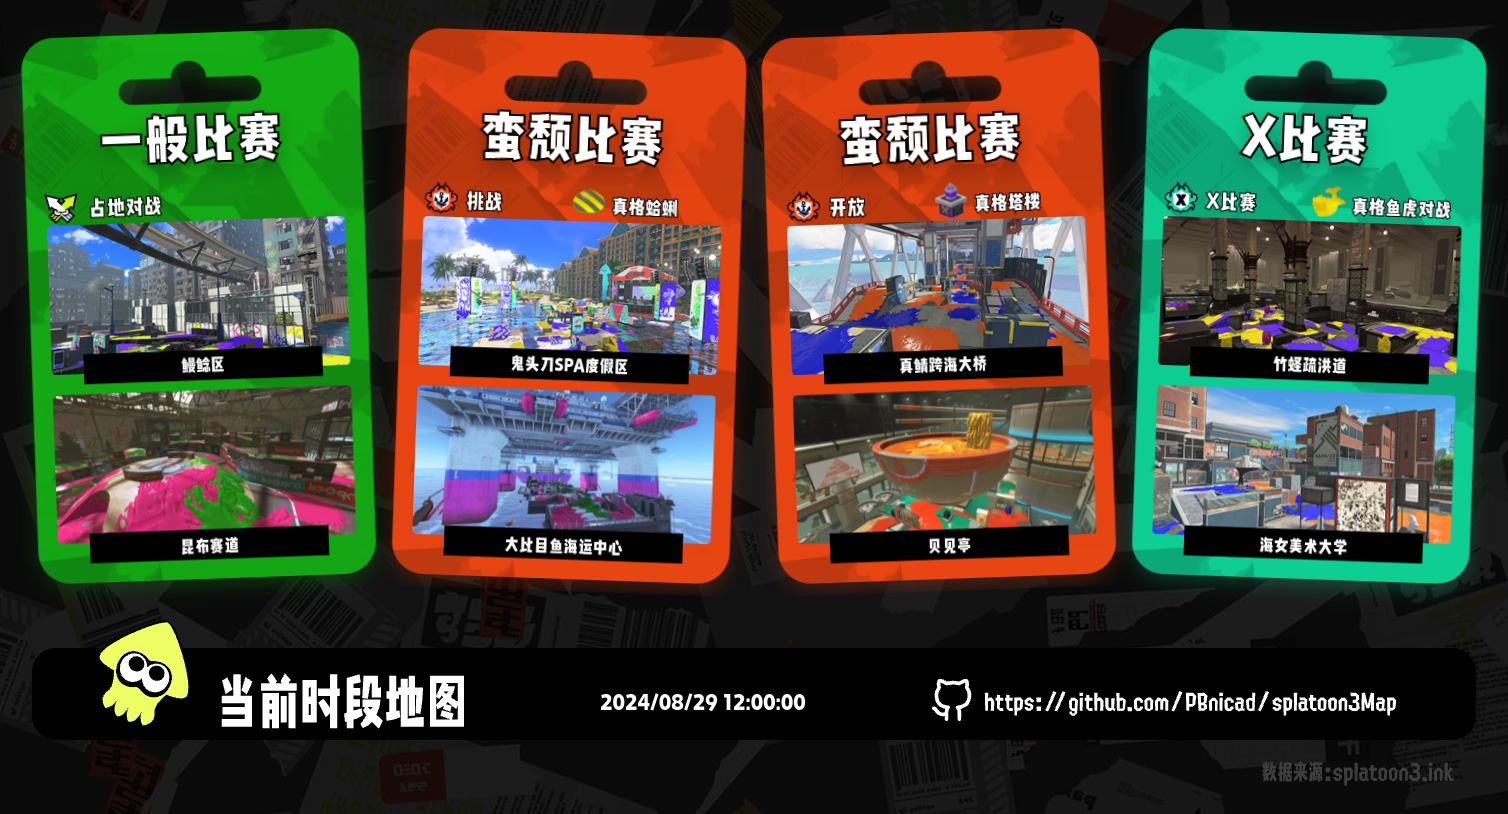 一般比赛
占地对战
鳗鲶区
昆布赛道
蛮颓比赛
挑战
真格蛤蜊
鬼头刀SPA度假区
大比目鱼海运中心
蛮颓比赛
开放
真格塔楼
真鲭跨海大桥
贝贝亭
X比赛
X比赛
真格鱼虎对战
竹蛏疏洪道
海女美术大学
当前时段地图
2024/08/29 12:00:00
https://github.com/PBnicad/splatoon3Map
数据来源:splatoon3.ink